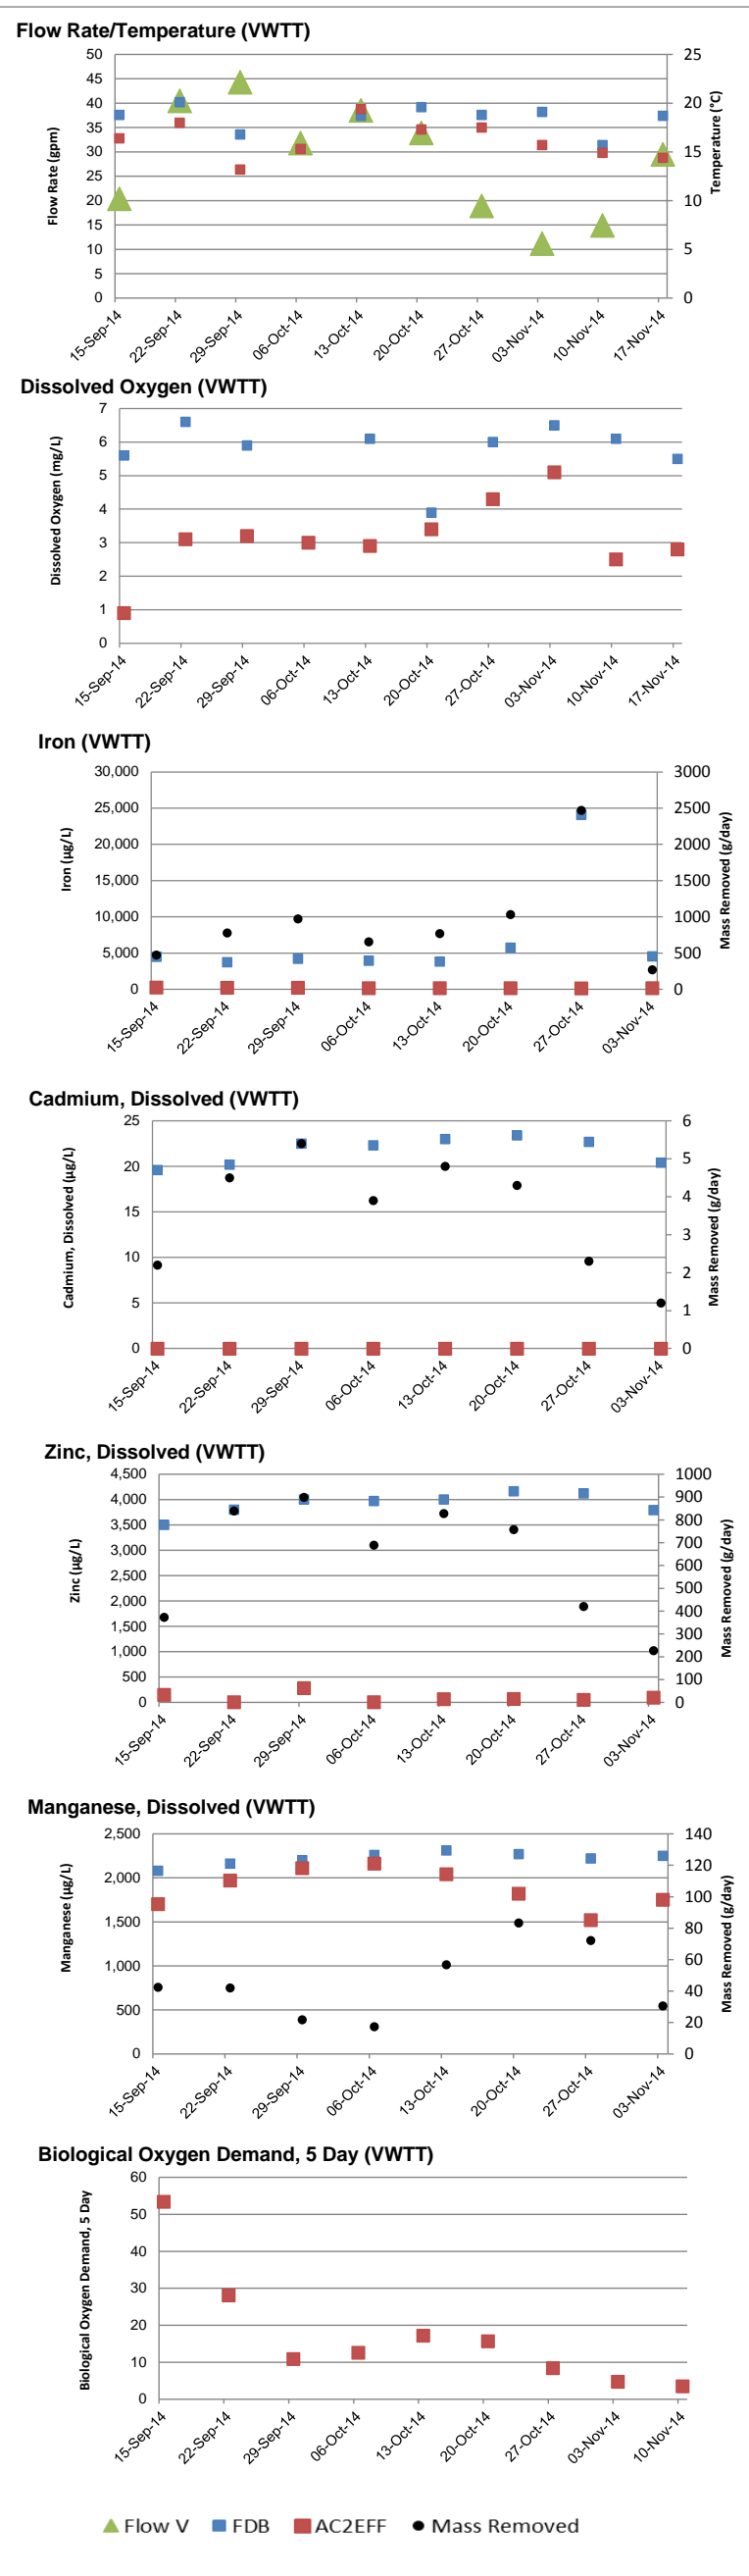 Flow Rate/Temperature (VWTT)
50
45
40
35
30
25
20
15
10
5
0
Flow Rate (gpm)
25
20
15
10
5
0
Temperature (°C)
15-Sep-14
22-Sep-14
29-Sep-14
06-Oct-14
13-Oct-14
20-Oct-14
27-Oct-14
03-Nov-14
10-Nov-14
17-Nov-14
Dissolved Oxygen (VWTT)
7
6
5
4
3
2
1
0
Dissolved Oxygen (mg/L)
15-Sep-14
22-Sep-14
29-Sep-14
06-Oct-14
13-Oct-14
20-Oct-14
27-Oct-14
03-Nov-14
10-Nov-14
17-Nov-14
Iron (VWTT)
30,000
25,000
20,000
15,000
10,000
5,000
0
Iron (µg/L)
3000
2500
2000
1500
1000
500
0
Mass Removed (g/day)
15-Sep-14
22-Sep-14
29-Sep-14
06-Oct-14
13-Oct-14
20-Oct-14
27-Oct-14
03-Nov-14
Cadmium, Dissolved (VWTT)
25
20
15
10
5
0
Cadmium, Dissolved (µg/L)
6
5
4
3
2
1
0
Mass Removed (g/day)
15-Sep-14
22-Sep-14
29-Sep-14
06-Oct-14
13-Oct-14
20-Oct-14
27-Oct-14
03-Nov-14
Zinc, Dissolved (VWTT)
4,500
4,000
3,500
3,000
2,500
2,000
1,500
1,000
500
0
Zinc (µg/L)
1000
900
800
700
600
500
400
300
200
100
0
Mass Removed (g/day)
15-Sep-14
22-Sep-14
29-Sep-14
06-Oct-14
13-Oct-14
20-Oct-14
27-Oct-14
03-Nov-14
Manganese, Dissolved (VWTT)
2,500
2,000
1,500
1,000
500
0
Manganese (µg/L)
140
120
100
80
60
40
20
0
Mass Removed (g/day)
15-Sep-14
22-Sep-14
29-Sep-14
06-Oct-14
13-Oct-14
20-Oct-14
27-Oct-14
03-Nov-14
Biological Oxygen Demand, 5 Day (VWTT)
60
50
40
30
20
10
0
Biological Oxygen Demand, 5 Day
15-Sep-14
22-Sep-14
29-Sep-14
06-Oct-14
13-Oct-14
20-Oct-14
27-Oct-14
03-Nov-14
10-Nov-14
Flow V FDB AC2EFF Mass Removed